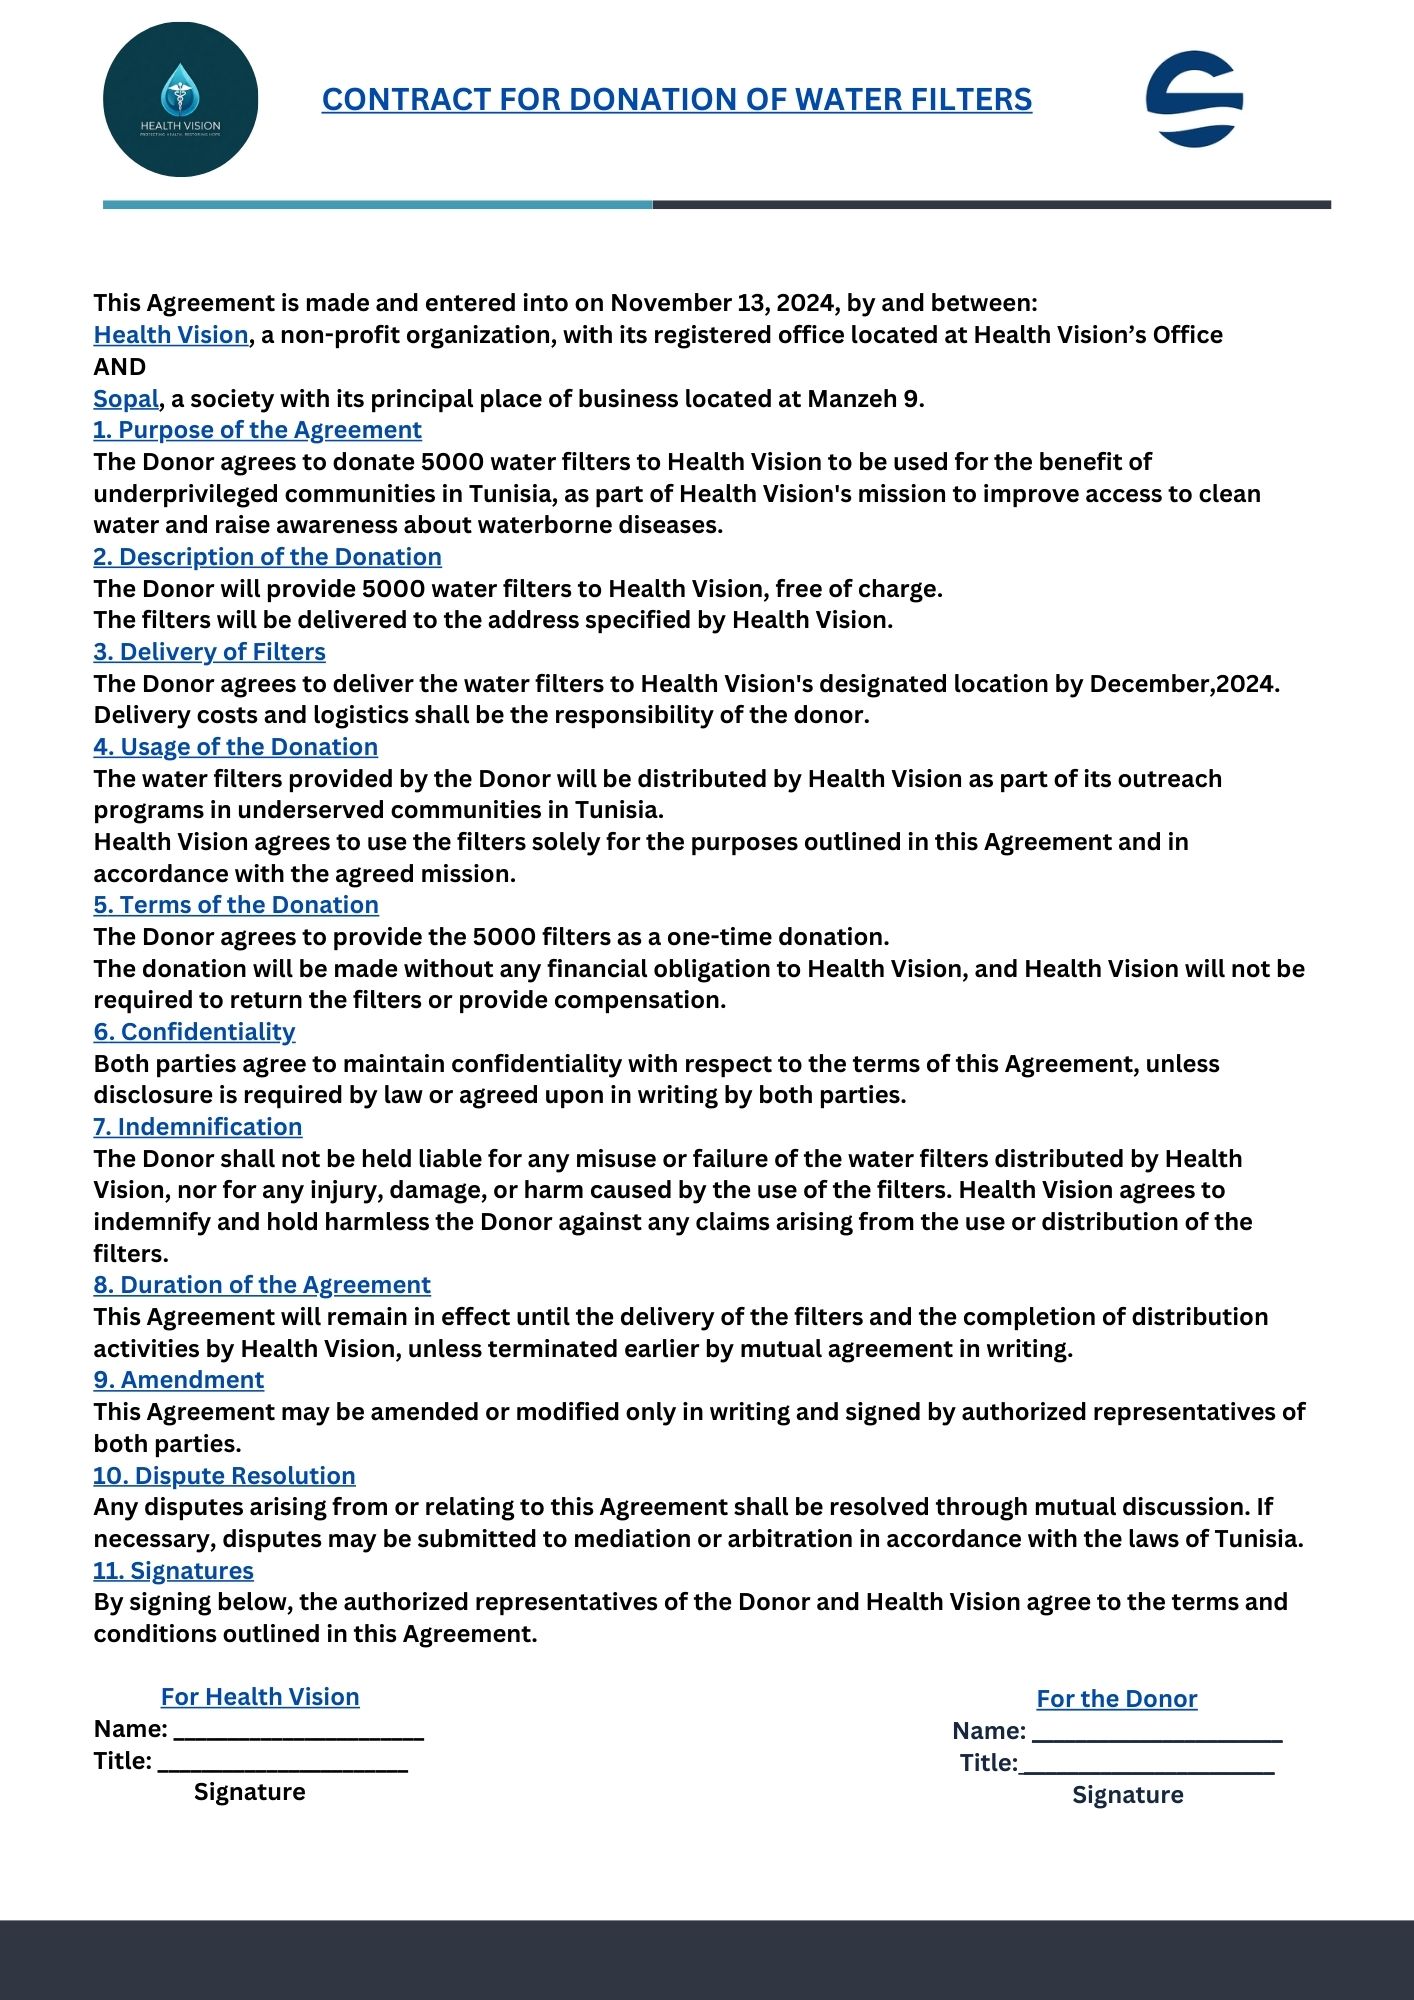 HEALTH VISION
PROTECTING HEALTH, RESTORING HOPE
CONTRACT FOR DONATION OF WATER FILTERS
This Agreement is made and entered into on November 13, 2024, by and between:
Health Vision, a non-profit organization, with its registered office located at Health Vision’s Office
AND
Sopal, a society with its principal place of business located at Manzeh 9.
1. Purpose of the Agreement
The Donor agrees to donate 5000 water filters to Health Vision to be used for the benefit of
underprivileged communities in Tunisia, as part of Health Vision's mission to improve access to clean
water and raise awareness about waterborne diseases.
2. Description of the Donation
The Donor will provide 5000 water filters to Health Vision, free of charge.
The filters will be delivered to the address specified by Health Vision.
3. Delivery of Filters
The Donor agrees to deliver the water filters to Health Vision's designated location by December,2024.
Delivery costs and logistics shall be the responsibility of the donor.
4. Usage of the Donation
The water filters provided by the Donor will be distributed by Health Vision as part of its outreach
programs in underserved communities in Tunisia.
Health Vision agrees to use the filters solely for the purposes outlined in this Agreement and in
accordance with the agreed mission.
5. Terms of the Donation
The Donor agrees to provide the 5000 filters as a one-time donation.
The donation will be made without any financial obligation to Health Vision, and Health Vision will not be
required to return the filters or provide compensation.
6. Confidentiality
Both parties agree to maintain confidentiality with respect to the terms of this Agreement, unless
disclosure is required by law or agreed upon in writing by both parties.
7. Indemnification
The Donor shall not be held liable for any misuse or failure of the water filters distributed by Health
Vision, nor for any injury, damage, or harm caused by the use of the filters. Health Vision agrees to
indemnify and hold harmless the Donor against any claims arising from the use or distribution of the
filters.
8. Duration of the Agreement
This Agreement will remain in effect until the delivery of the filters and the completion of distribution
activities by Health Vision, unless terminated earlier by mutual agreement in writing.
9. Amendment
This Agreement may be amended or modified only in writing and signed by authorized representatives of
both parties.
10. Dispute Resolution
Any disputes arising from or relating to this Agreement shall be resolved through mutual discussion. If
necessary, disputes may be submitted to mediation or arbitration in accordance with the laws of Tunisia.
11. Signatures
By signing below, the authorized representatives of the Donor and Health Vision agree to the terms and
conditions outlined in this Agreement.
For Health Vision
Name: ______________________
Title: ______________________
Signature
For the Donor
Name: ______________________
Title:______________________
Signature